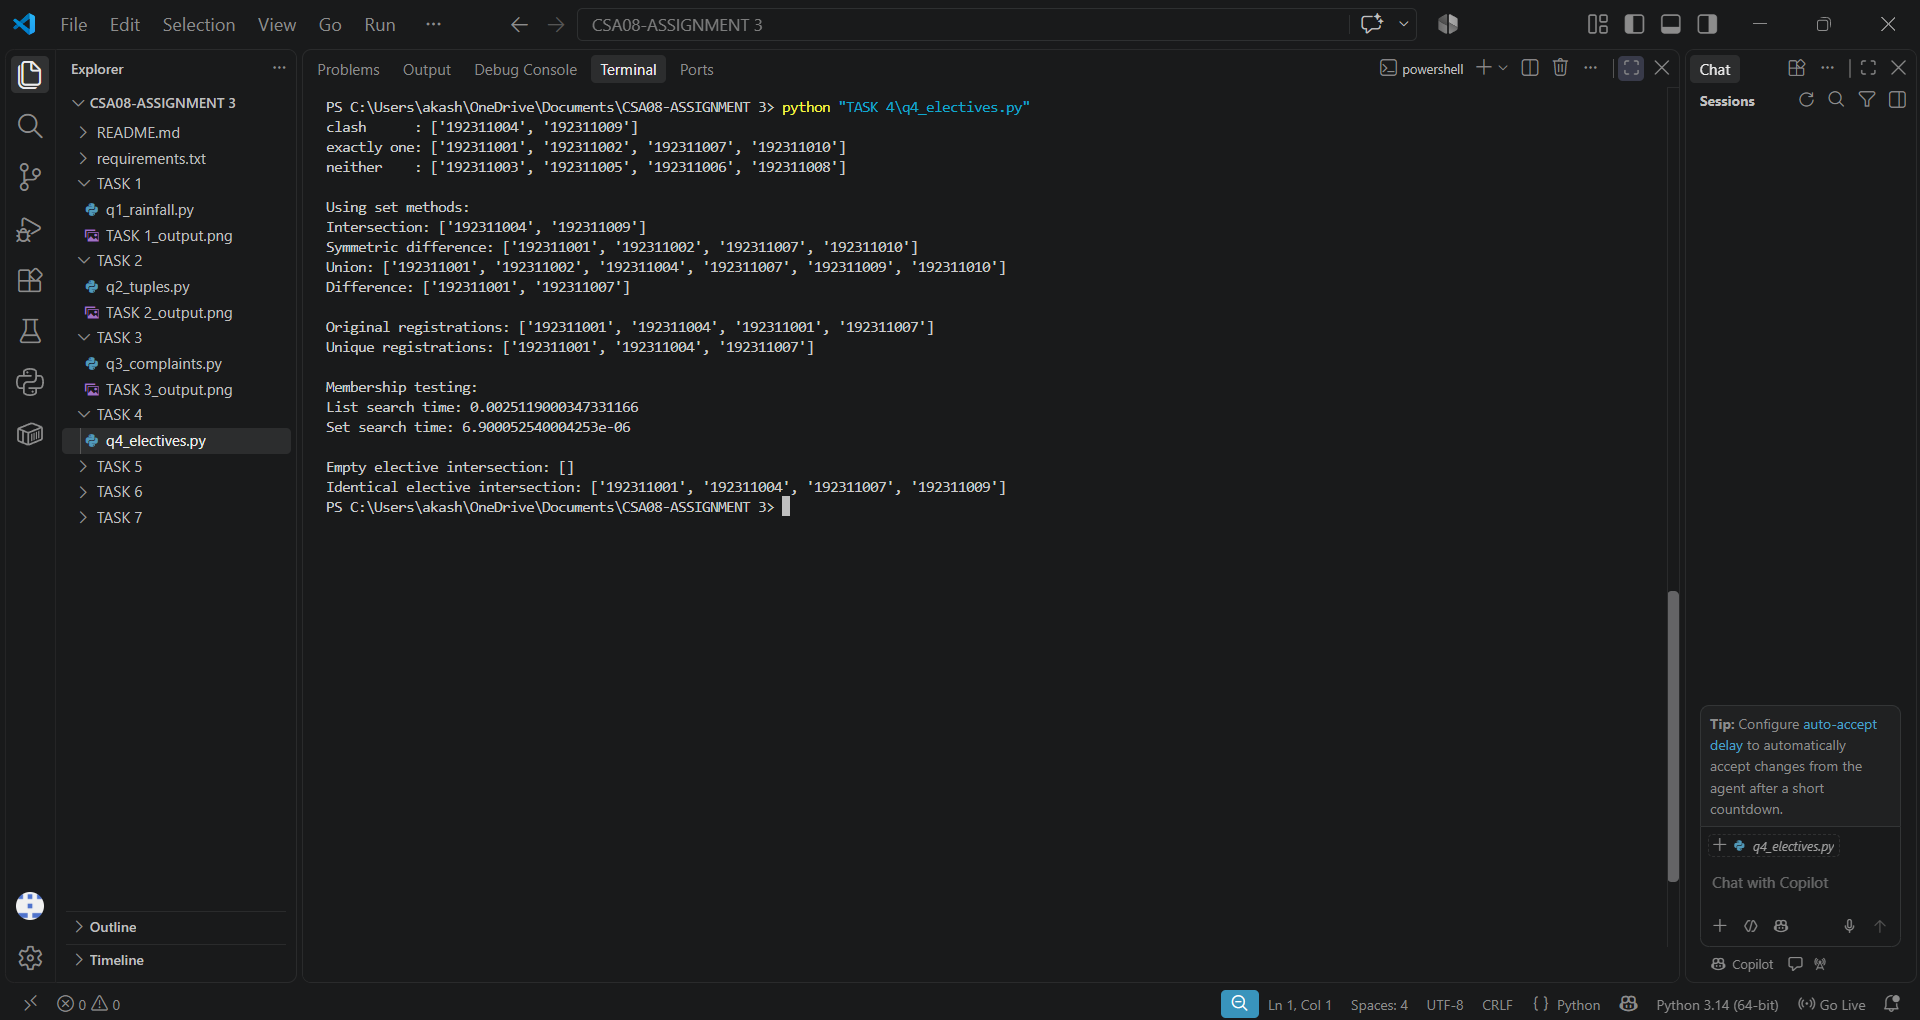 File Edit Selection View Go Run ··· CSA08-ASSIGNMENT 3
Explorer ···
CSA08-ASSIGNMENT 3
README.md
requirements.txt
TASK 1
q1_rainfall.py
TASK 1_output.png
TASK 2
q2_tuples.py
TASK 2_output.png
TASK 3
q3_complaints.py
TASK 3_output.png
TASK 4
q4_electives.py
TASK 5
TASK 6
TASK 7
Outline
Timeline
Problems Output Debug Console Terminal Ports powershell
PS C:\Users\akash\OneDrive\Documents\CSA08-ASSIGNMENT 3> python "TASK 4\q4_electives.py"
clash      : ['192311004', '192311009']
exactly one: ['192311001', '192311002', '192311007', '192311010']
neither    : ['192311003', '192311005', '192311006', '192311008']
Using set methods:
Intersection: ['192311004', '192311009']
Symmetric difference: ['192311001', '192311002', '192311007', '192311010']
Union: ['192311001', '192311002', '192311004', '192311007', '192311009', '192311010']
Difference: ['192311001', '192311007']
Original registrations: ['192311001', '192311004', '192311001', '192311007']
Unique registrations: ['192311001', '192311004', '192311007']
Membership testing:
List search time: 0.0025119000347331166
Set search time: 6.900052540004253e-06
Empty elective intersection: []
Identical elective intersection: ['192311001', '192311004', '192311007', '192311009']
PS C:\Users\akash\OneDrive\Documents\CSA08-ASSIGNMENT 3>
Chat
Sessions
Tip: Configure auto-accept
delay to automatically
accept changes from the
agent after a short
countdown.
q4_electives.py
Chat with Copilot
Copilot
0 0
Ln 1, Col 1 Spaces: 4 UTF-8 CRLF { } Python Python 3.14 (64-bit) Go Live